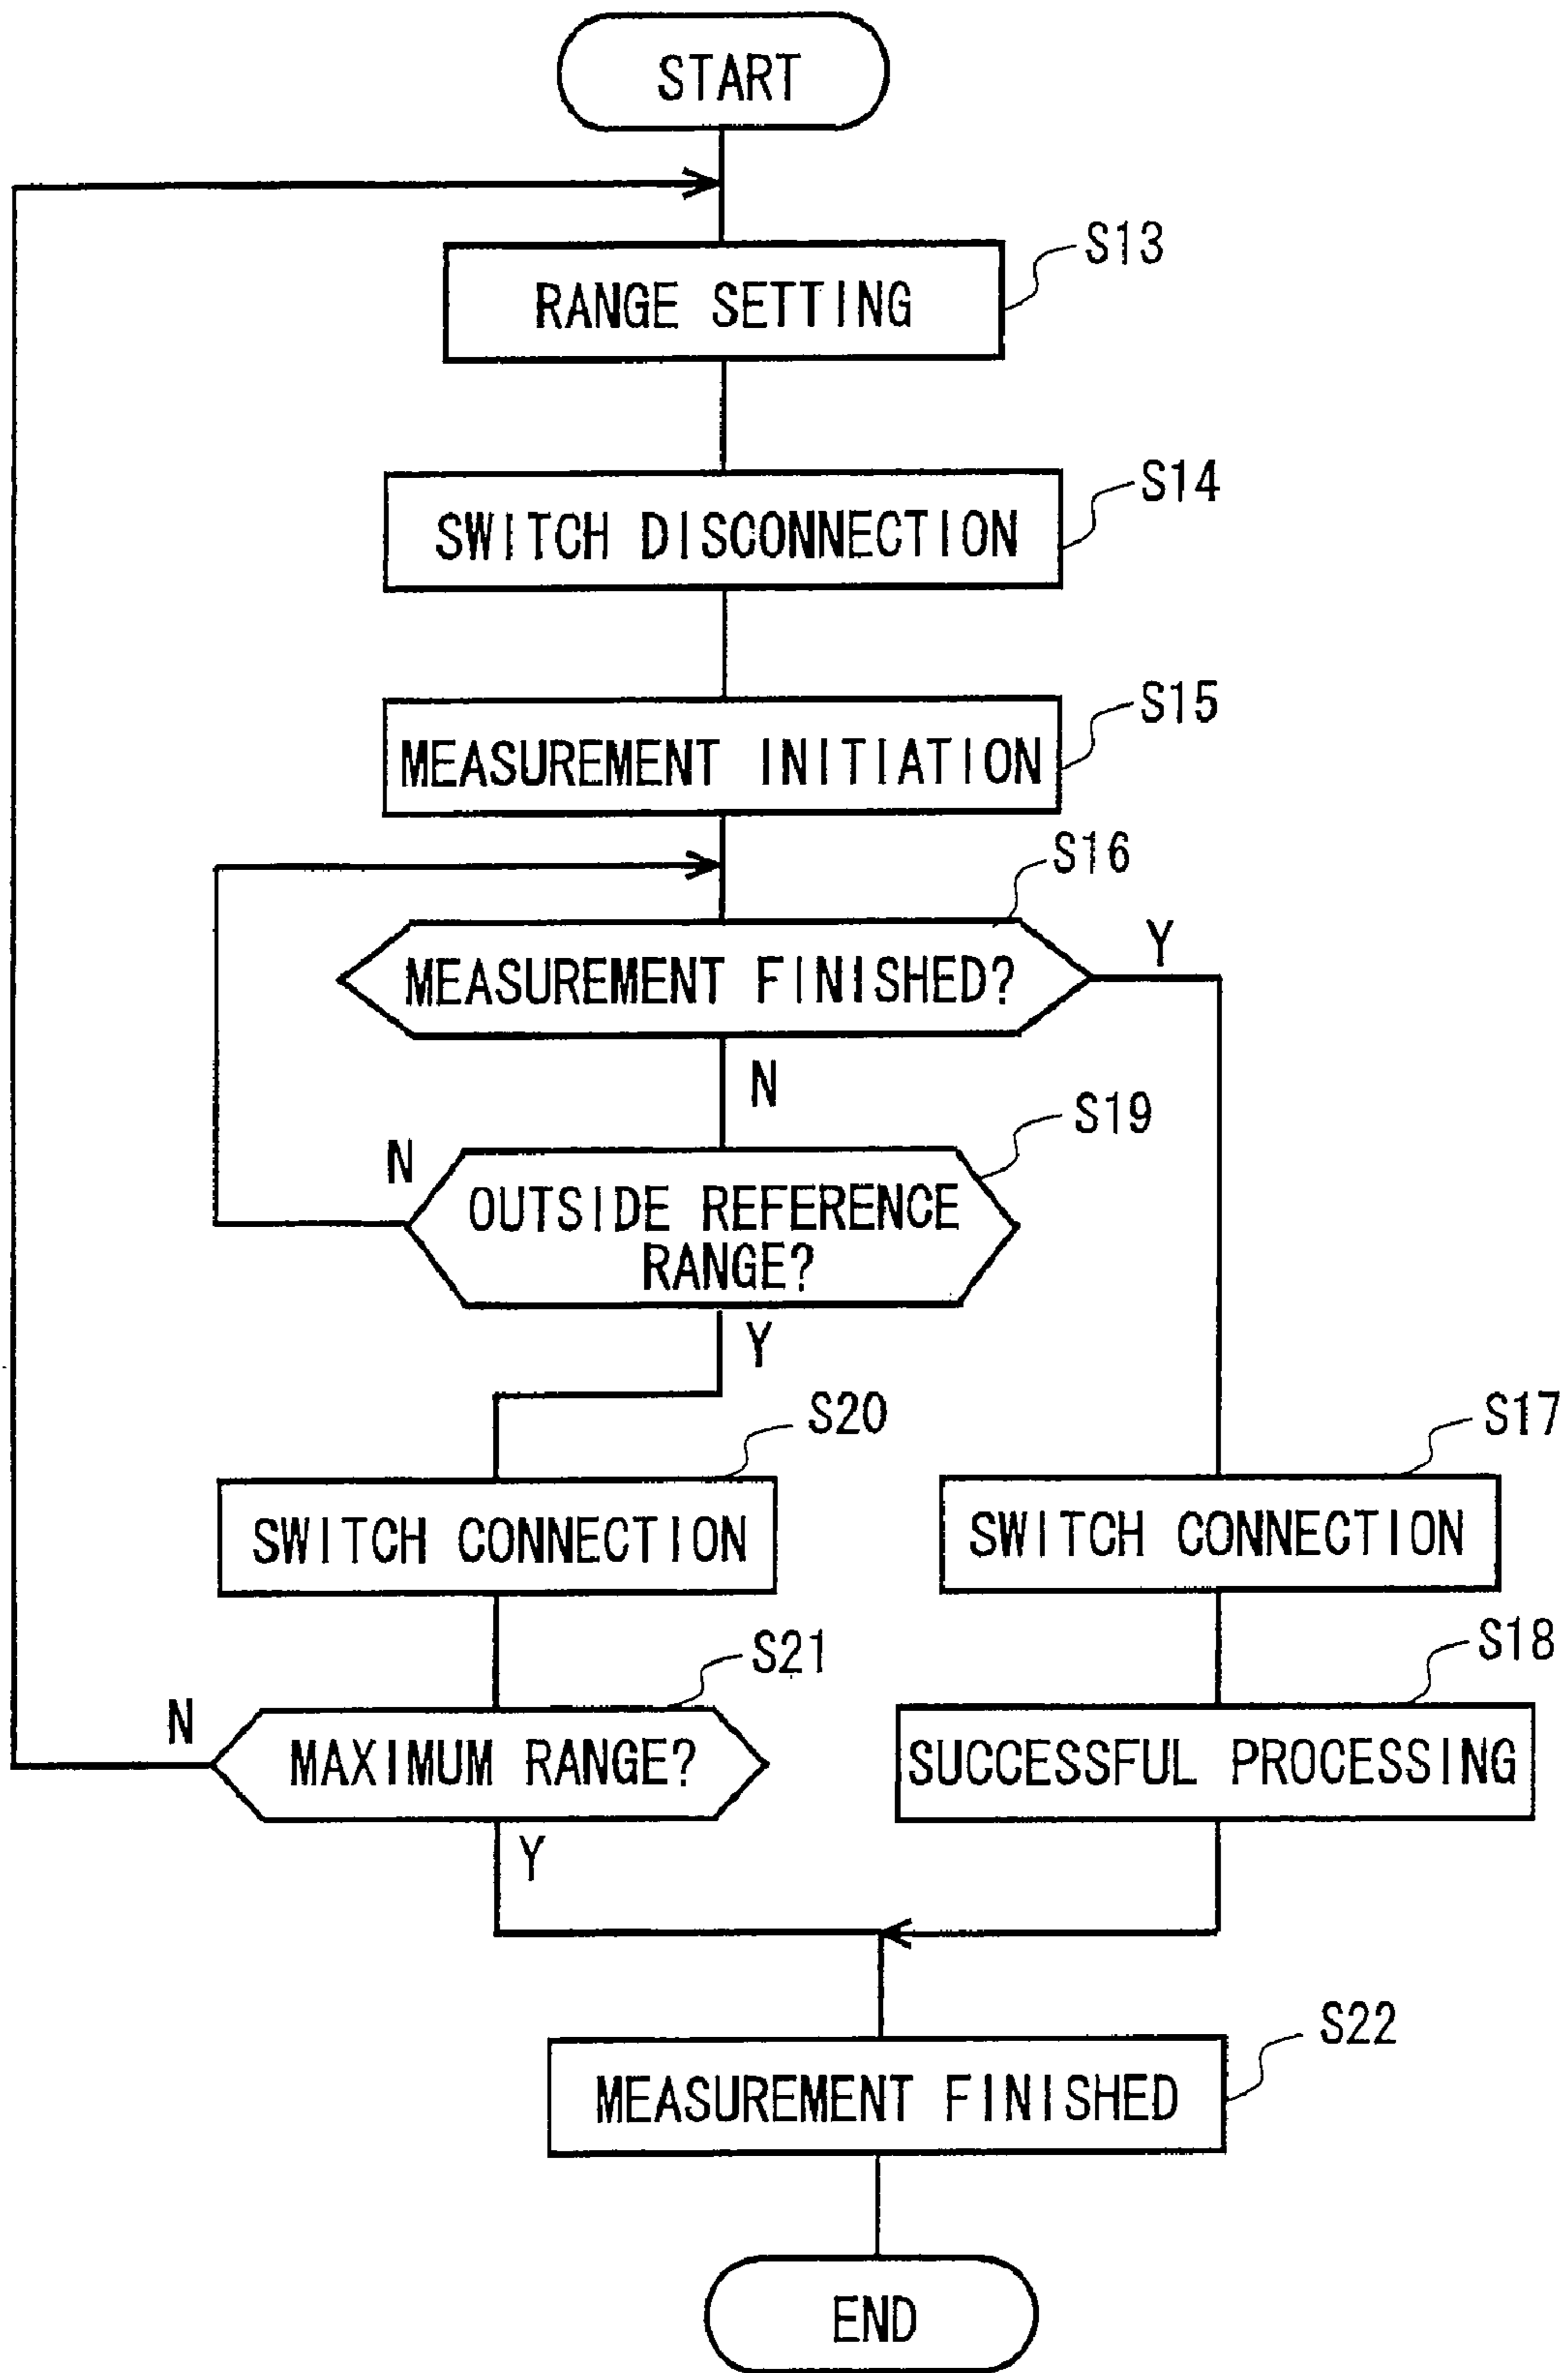 START
S13
RANGE SETTING
S14
SWITCH DISCONNECTION
S15
MEASUREMENT INITIATION
S16
MEASUREMENT FINISHED?
Y
N
S19
N
OUTSIDE REFERENCE
RANGE?
Y
S20
S17
SWITCH CONNECTION
SWITCH CONNECTION
S21
S18
N
MAXIMUM RANGE?
SUCCESSFUL PROCESSING
Y
S22
MEASUREMENT FINISHED
END